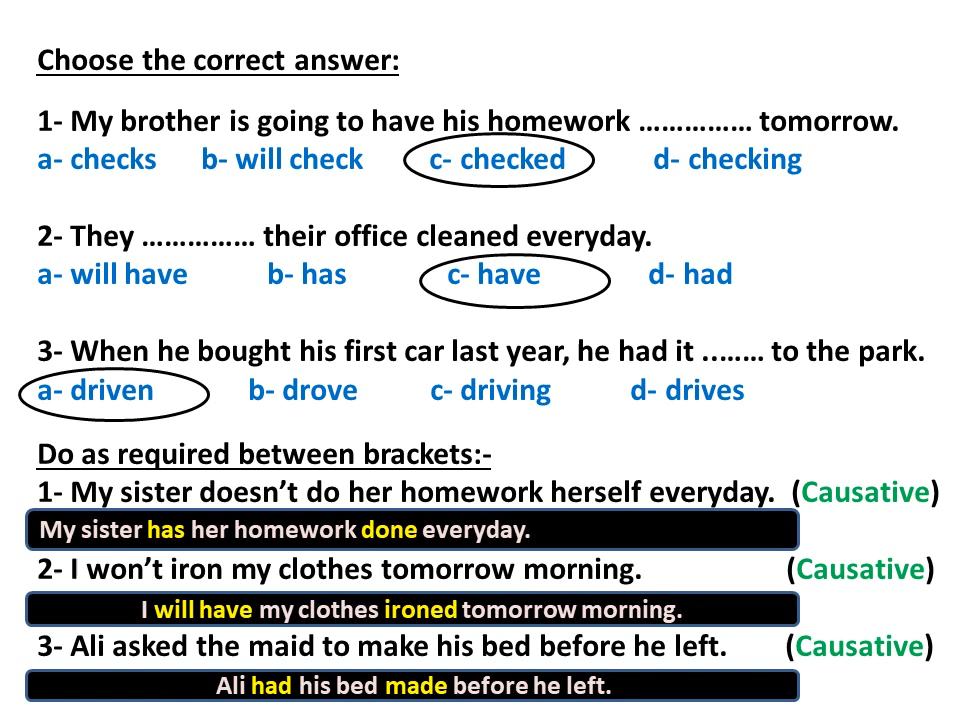 Choose the correct answer:
1- My brother is going to have his homework …………… tomorrow.
a- checks b- will check c- checked d- checking
2- They …………… their office cleaned everyday.
a- will have b- has c- have d- had
3- When he bought his first car last year, he had it ..…… to the park.
a- driven b- drove c- driving d- drives
Do as required between brackets:-
1- My sister doesn’t do her homework herself everyday. (Causative)
My sister has her homework done everyday.
2- I won’t iron my clothes tomorrow morning. (Causative)
I will have my clothes ironed tomorrow morning.
3- Ali asked the maid to make his bed before he left. (Causative)
Ali had his bed made before he left.